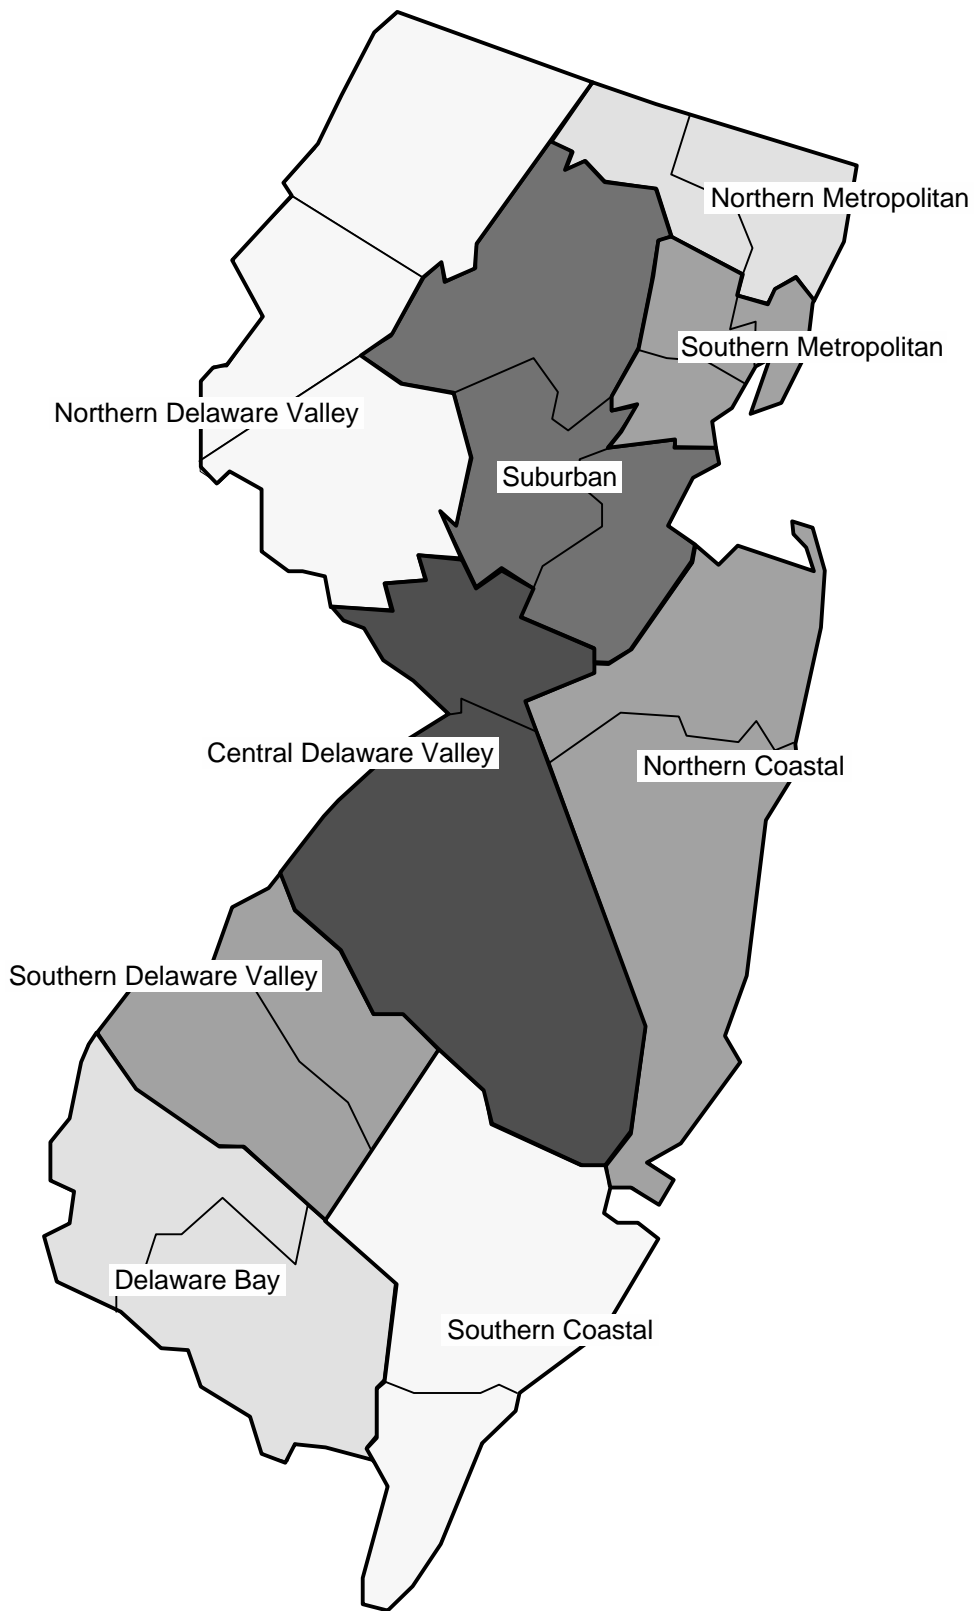 Northern Metropolitan
Southern Metropolitan
Northern Delaware Valley
Suburban
Central Delaware Valley
Northern Coastal
Southern Delaware Valley
Delaware Bay
Southern Coastal